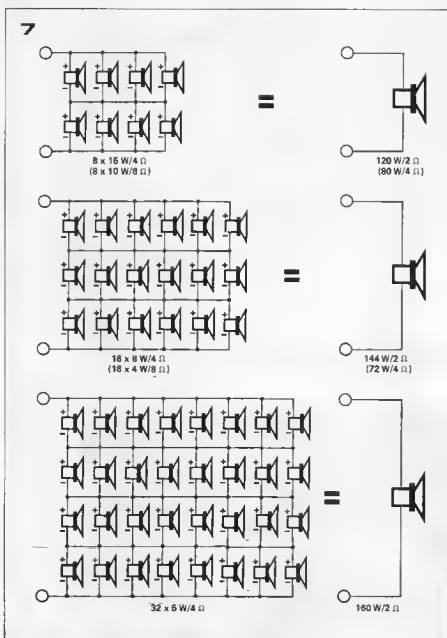 7
+ + + +
=
- - - -
+ + + +
- - - -
8 x 15 W/4 Ω
(8 x 10 W/8 Ω)
120 W/2 Ω
(80 W/4 Ω)
+ + + + + +
- - - - - -
+ + + + + +
=
- - - - - -
+ + + + + +
- - - - - -
18 x 8 W/4 Ω
(18 x 4 W/8 Ω)
144 W/2 Ω
(72 W/4 Ω)
+ + + + + + + +
- - - - - - - -
+ + + + + + + +
- - - - - - - -
=
+ + + + + + + +
- - - - - - - -
+ + + + + + + +
- - - - - - - -
32 x 5 W/4 Ω
160 W/2 Ω